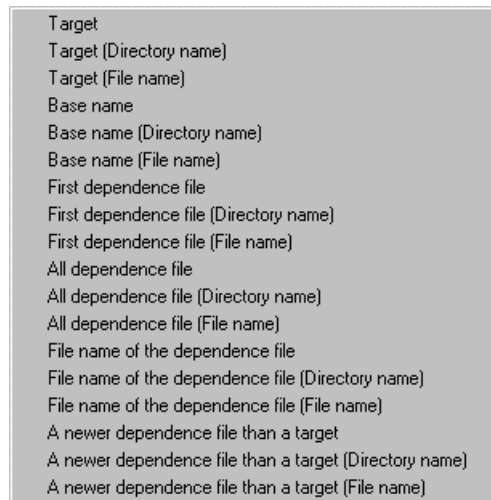 Target
Target (Directory name)
Target (File name)
Base name
Base name (Directory name)
Base name (File name)
First dependence file
First dependence file (Directory name)
First dependence file (File name)
All dependence file
All dependence file (Directory name)
All dependence file (File name)
File name of the dependence file
File name of the dependence file (Directory name)
File name of the dependence file (File name)
A newer dependence file than a target
A newer dependence file than a target (Directory name)
A newer dependence file than a target (File name)